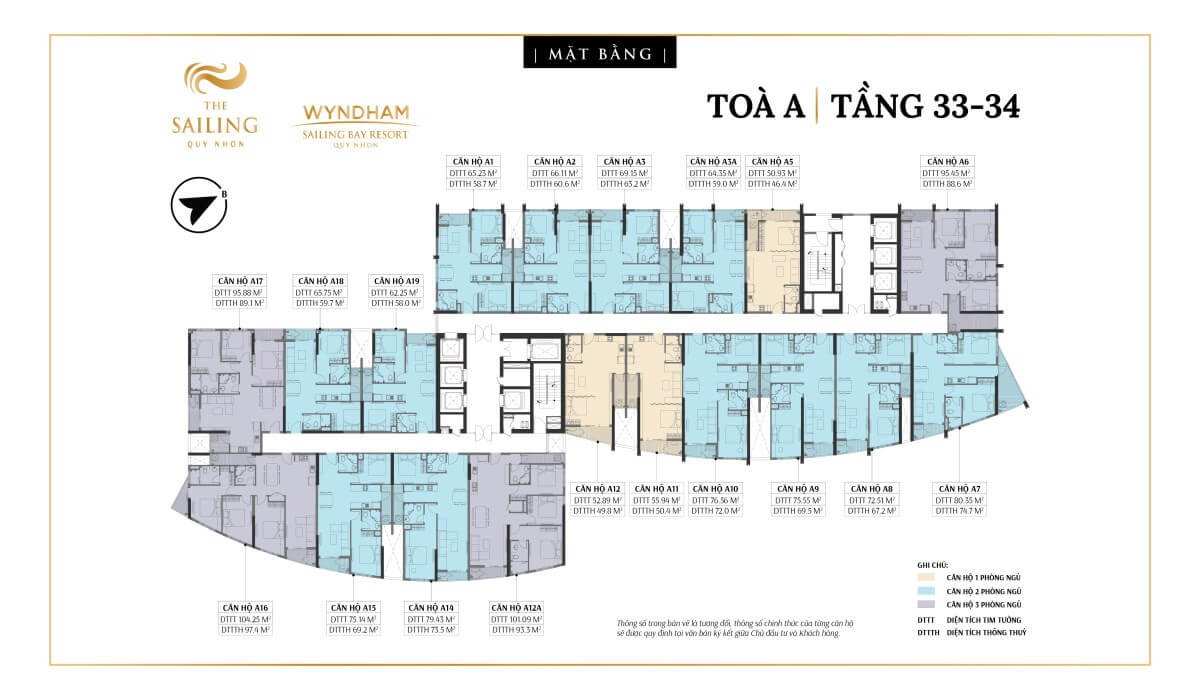 | MẶT BẰNG |
THE
SAILING
QUY NHON
WYNDHAM
SAILING BAY RESORT
QUY NHON
TOÀ A | TẦNG 33-34
B
CĂN HỘ A1
DTTT 65.23 M²
DTTTH 58.7 M²
CĂN HỘ A2
DTTT 66.11 M²
DTTTH 60.6 M²
CĂN HỘ A3
DTTT 69.15 M²
DTTTH 63.2 M²
CĂN HỘ A3A
DTTT 64.35 M²
DTTTH 59.0 M²
CĂN HỘ A5
DTTT 50.93 M²
DTTTH 46.4 M²
CĂN HỘ A6
DTTT 95.45 M²
DTTTH 88.6 M²
CĂN HỘ A17
DTTT 95.88 M²
DTTTH 89.1 M²
CĂN HỘ A18
DTTT 65.75 M²
DTTTH 59.7 M²
CĂN HỘ A19
DTTT 62.25 M²
DTTTH 58.0 M²
CĂN HỘ A12
DTTT 52.89 M²
DTTTH 49.8 M²
CĂN HỘ A11
DTTT 55.94 M²
DTTTH 50.4 M²
CĂN HỘ A10
DTTT 76.56 M²
DTTTH 72.0 M²
CĂN HỘ A9
DTTT 75.55 M²
DTTTH 69.5 M²
CĂN HỘ A8
DTTT 72.51 M²
DTTTH 67.2 M²
CĂN HỘ A7
DTTT 80.35 M²
DTTTH 74.7 M²
CĂN HỘ A16
DTTT 104.25 M²
DTTTH 97.4 M²
CĂN HỘ A15
DTTT 75.14 M²
DTTTH 69.2 M²
CĂN HỘ A14
DTTT 79.43 M²
DTTTH 73.5 M²
CĂN HỘ A12A
DTTT 101.09 M²
DTTTH 93.3 M²
Thông số trong bản vẽ là tương đối, thông số chính thức của từng căn hộ
sẽ được quy định tại văn bản ký kết giữa Chủ đầu tư và Khách hàng.
GHI CHÚ:
CĂN HỘ 1 PHÒNG NGỦ
CĂN HỘ 2 PHÒNG NGỦ
CĂN HỘ 3 PHÒNG NGỦ
DTTT DIỆN TÍCH TIM TƯỜNG
DTTTH DIỆN TÍCH THÔNG THUỶ